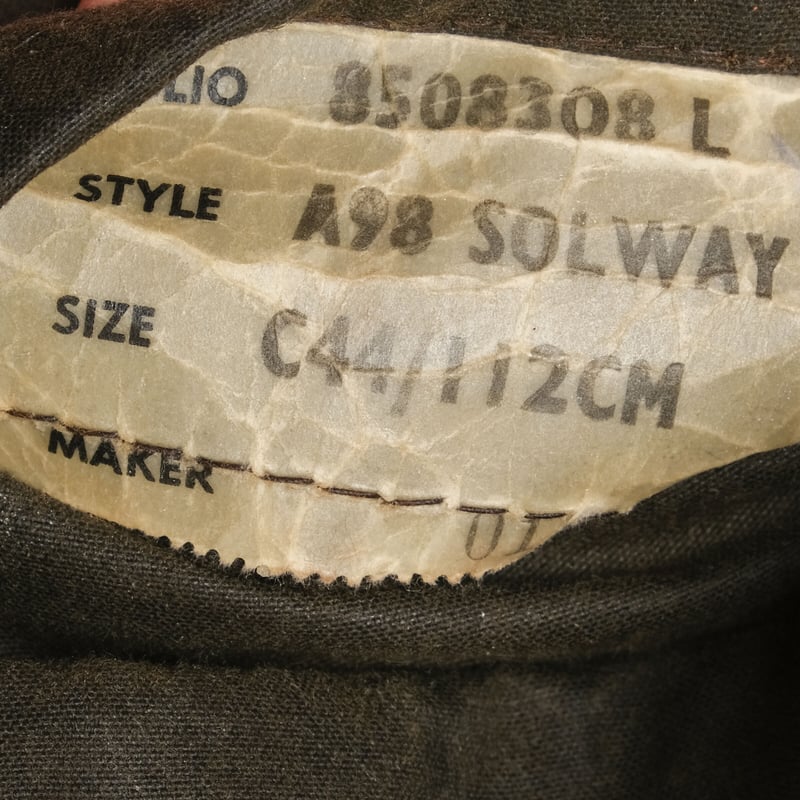 LIO 8508308 L
STYLE A98 SOLWAY
SIZE C44/112CM
MAKER